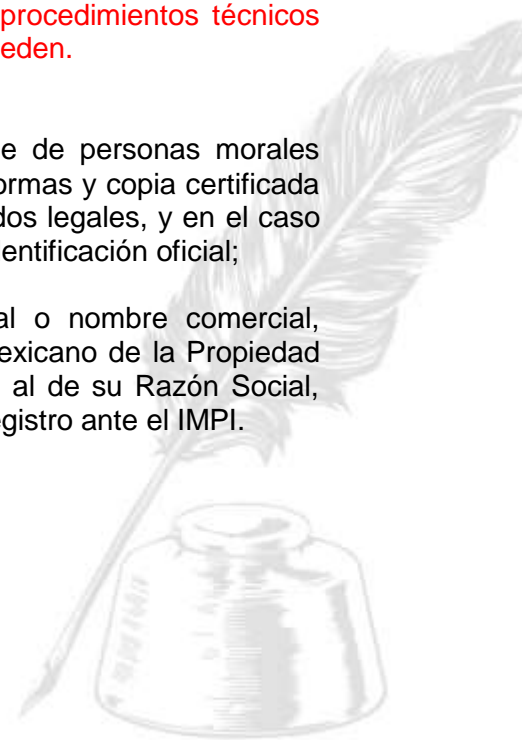 procedimientos técnicos
eden.
e de personas morales
ormas y copia certificada
dos legales, y en el caso
entificación oficial;
al o nombre comercial,
exicano de la Propiedad
al de su Razón Social,
egistro ante el IMPI.